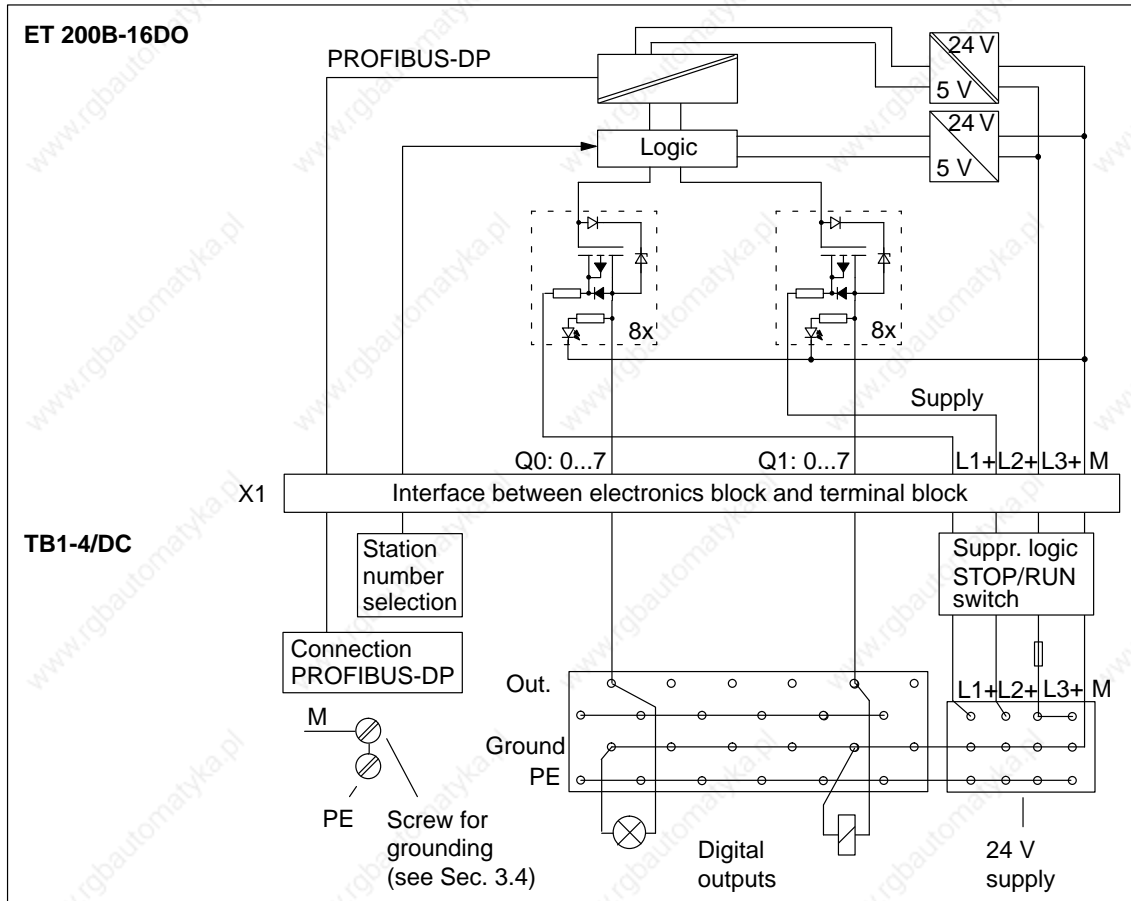 ET 200B-16DO
PROFIBUS-DP
24 V
5 V
24 V
5 V
Logic
8x
8x
Supply
Q0: 0...7
Q1: 0...7
L1+L2+L3+ M
X1
Interface between electronics block and terminal block
TB1-4/DC
Station
number
selection
Suppr. logic
STOP/RUN
switch
Connection
PROFIBUS-DP
Out.
L1+L2+L3+ M
M
Ground
PE
PE
Screw for
grounding
(see Sec. 3.4)
Digital
outputs
24 V
supply
www.rgbautomatyka.pl